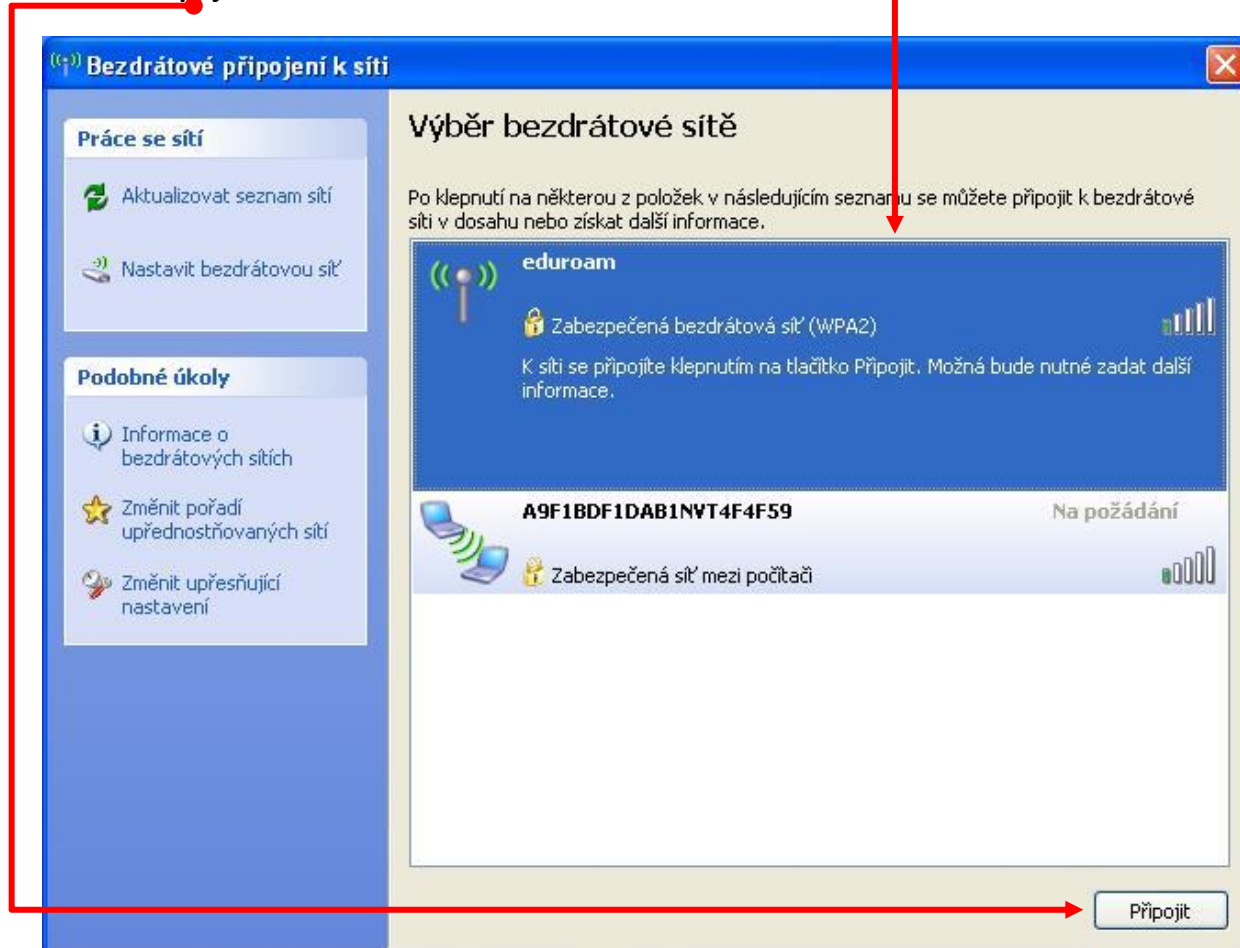 Bezdrátové připojení k síti
Práce se sítí
Aktualizovat seznam sítí
Nastavit bezdrátovou síť
Podobné úkoly
Informace o
bezdrátových sítích
Změnit pořadí
upřednostňovaných sítí
Změnit upřesňující
nastavení
Výběr bezdrátové sítě
Po klepnutí na některou z položek v následujícím seznamu se můžete připojit k bezdrátové
síti v dosahu nebo získat další informace.
eduroam
Zabezpečená bezdrátová síť (WPA2)
K síti se připojíte klepnutím na tlačítko Připojit. Možná bude nutné zadat další
informace.
A9F1BDF1DAB1NVT4F4F59
Na požádání
Zabezpečená síť mezi počítači
Připojit